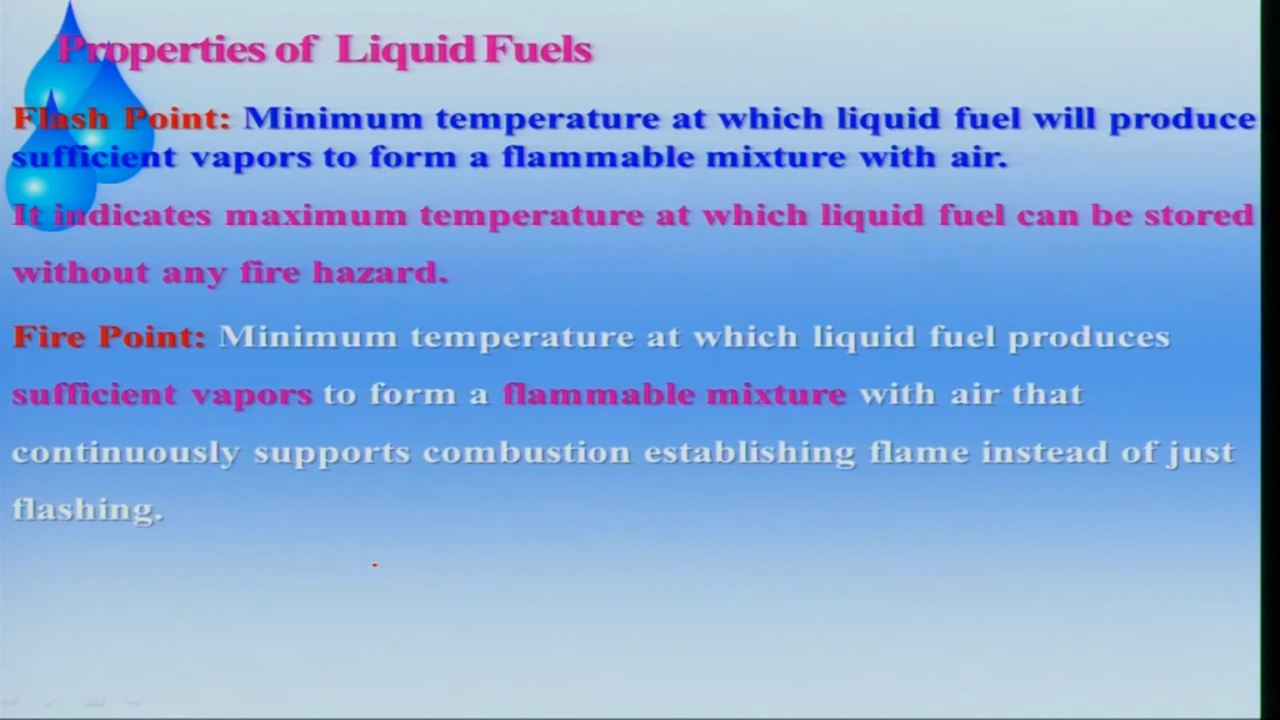 Properties of Liquid Fuels
Flash Point: Minimum temperature at which liquid fuel will produce
sufficient vapors to form a flammable mixture with air.
It indicates maximum temperature at which liquid fuel can be stored
without any fire hazard.
Fire Point: Minimum temperature at which liquid fuel produces
sufficient vapors to form a flammable mixture with air that
continuously supports combustion establishing flame instead of just
flashing.